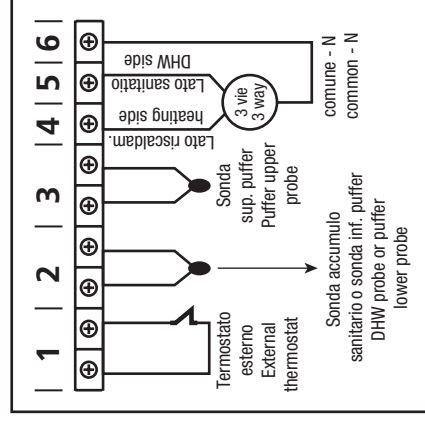 1 | 2 | 3 | 4 | 5 | 6
Termostato
esterno
External
thermostat
Sonda accumulo
sanitario o sonda inf. puffer
DHW probe or puffer
lower probe
Sonda
sup. puffer
Puffer upper
probe
Lato riscaldam.
heating side
Lato sanitatio
DHW side
3 vie
3 way
comune - N
common - N